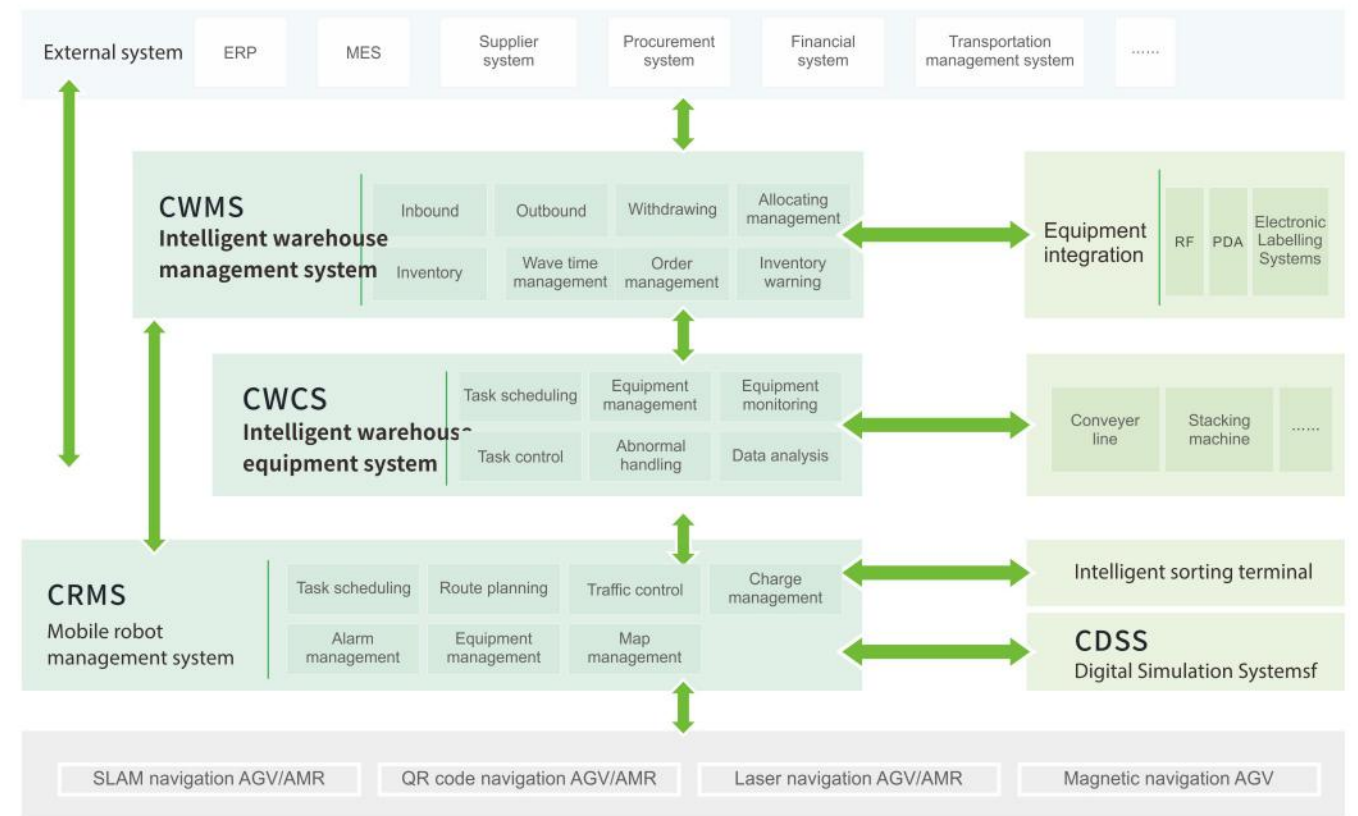 External system
ERP
MES
Supplier
system
Procurement
system
Financial
system
Transportation
management system
......
CWMS
Intelligent warehouse
management system
Inbound
Outbound
Withdrawing
Allocating
management
Inventory
Wave time
management
Order
management
Inventory
warning
Equipment
integration
RF
PDA
Electronic
Labelling
Systems
CWCS
Intelligent warehouse
equipment system
Task scheduling
Equipment
management
Equipment
monitoring
Task control
Abnormal
handling
Data analysis
Conveyer
line
Stacking
machine
......
CRMS
Mobile robot
management system
Task scheduling
Route planning
Traffic control
Charge
management
Alarm
management
Equipment
management
Map
management
Intelligent sorting terminal
CDSS
Digital Simulation Systemsf
SLAM navigation AGV/AMR
QR code navigation AGV/AMR
Laser navigation AGV/AMR
Magnetic navigation AGV